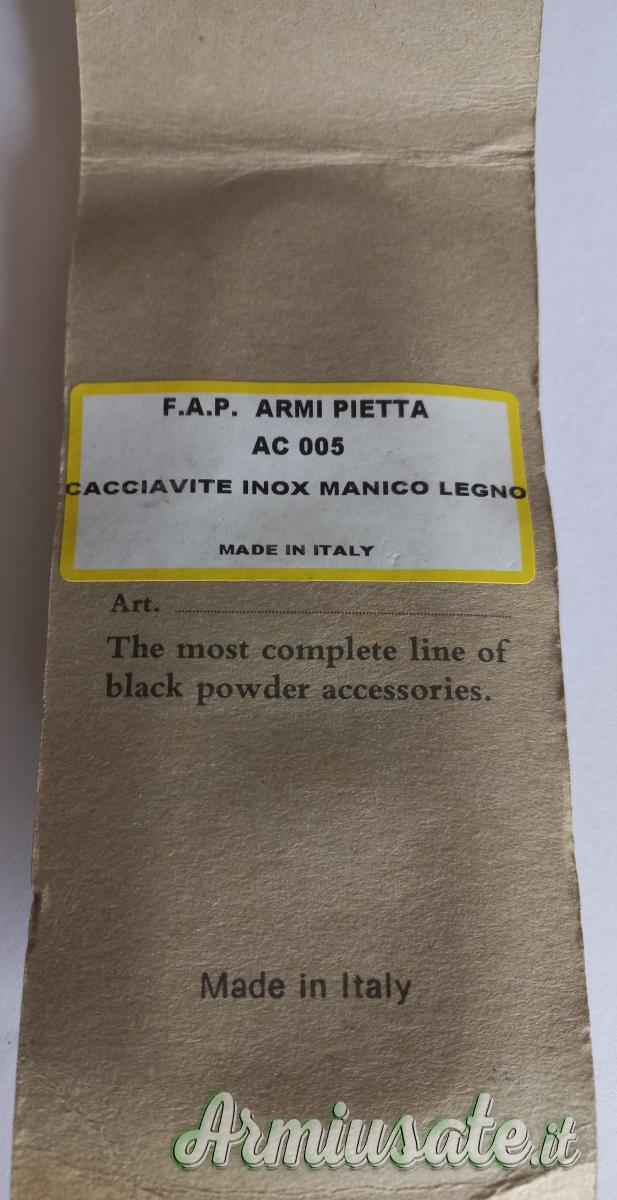 F.A.P. ARMI PIETTA
AC 005
CACCIAVITE INOX MANICO LEGNO
MADE IN ITALY
Art.
The most complete line of
black powder accessories.
Made in Italy
Armiusate.it